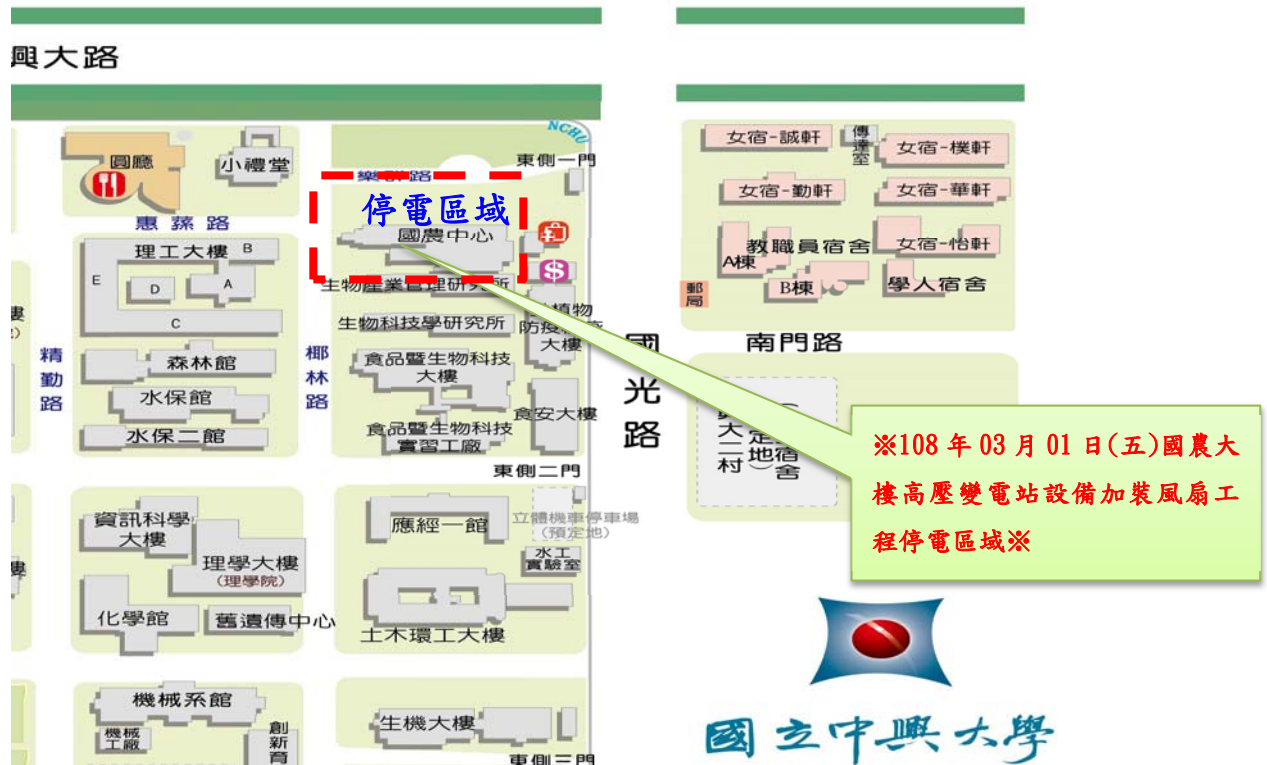 興大路
NCHU
圓廳
小禮堂
東側一門
樂群路
停電區域
國農中心
惠蓀路
理工大樓
A
B
C
D
E
生物產業管理研究所
生物科技學研究所
防疫
大樓
精勤路
椰林路
森林館
水保館
水保二館
食品暨生物科技
大樓
食安大樓
食品暨生物科技
實習工廠
東側二門
資訊科學
大樓
理學大樓
(理學院)
化學館
舊遺傳中心
應經一館
立體機車停車場
(預定地)
水工
實驗室
土木環工大樓
機械系館
機械
工廠
創新育
生機大樓
東側三門
女宿-誠軒
傳達室
女宿-樸軒
女宿-勤軒
女宿-華軒
教職員宿舍
A棟
B棟
女宿-怡軒
學人宿舍
郵局
南門路
國光路
大二村
宿舍
※108年03月01日(五)國農大
樓高壓變電站設備加裝風扇工
程停電區域※
國立中興大學